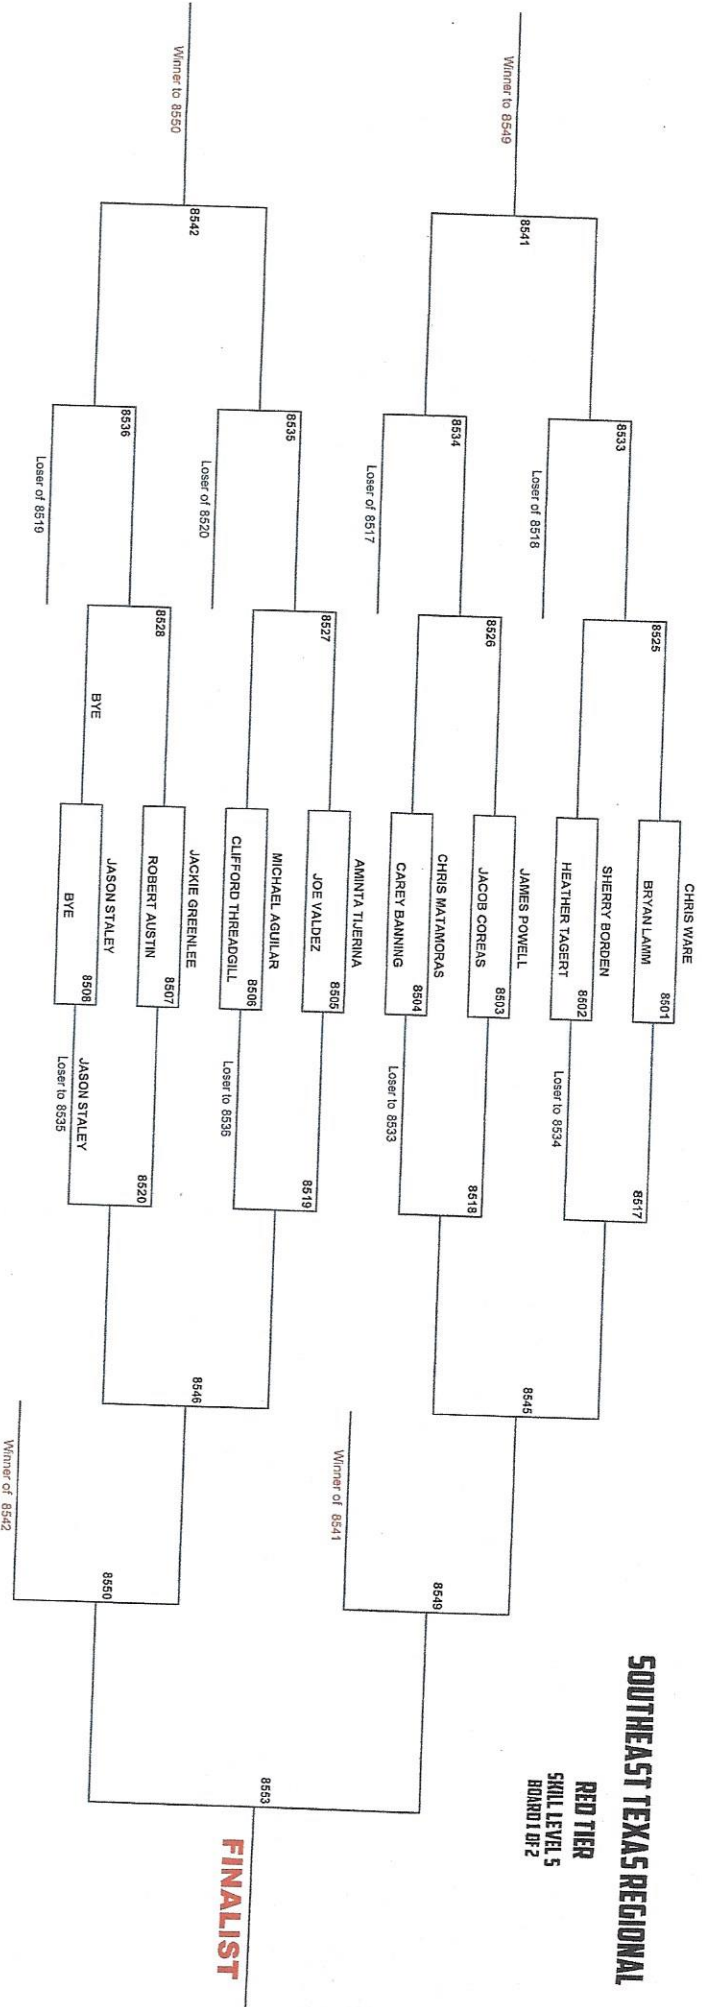 SOUTHEAST TEXAS REGIONAL
RED TIER
SKILL LEVEL 5
BOARD 1 OF 2
CHRIS WARE
BRYAN LAMM
8501
SHERRY BORDEN
HEATHER TAGERT
8502
JAMES POWELL
JACOB COREAS
8503
CHRIS MATAMORAS
CAREY BANNING
8504
AMINTA TIJERINA
JOE VALDEZ
8505
MICHAEL AGUILAR
CLIFFORD THREADGILL
8506
JACKIE GREENLEE
ROBERT AUSTIN
8507
JASON STALEY
BYE
8508
8517
Loser to 8534
8518
Loser to 8533
8519
Loser to 8536
8520
JASON STALEY
Loser to 8535
8545
8546
8549
Winner of 8541
8550
Winner of 8542
8553
FINALIST
8525
8526
8527
8528
BYE
8533
Loser of 8518
8534
Loser of 8517
8535
Loser of 8520
8536
Loser of 8519
8541
8542
Winner to 8549
Winner to 8550